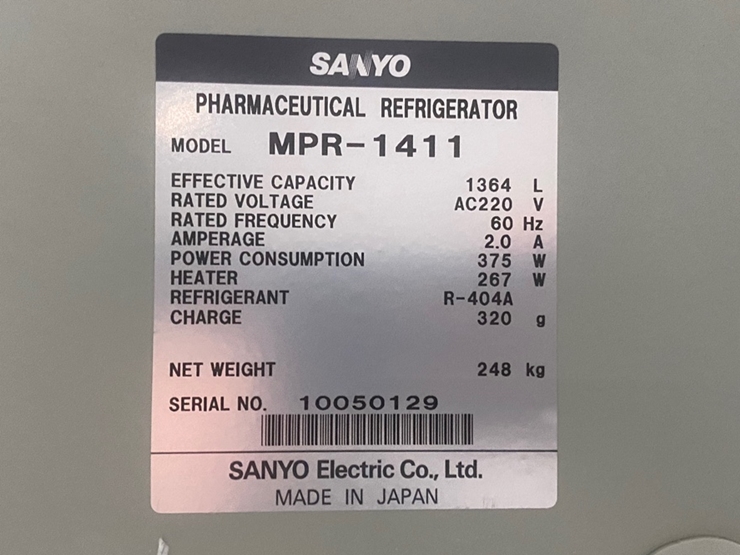 SANYO
PHARMACEUTICAL REFRIGERATOR
MODEL MPR-1411
EFFECTIVE CAPACITY 1364 L
RATED VOLTAGE AC220 V
RATED FREQUENCY 60 Hz
AMPERAGE 2.0 A
POWER CONSUMPTION 375 W
HEATER 267 W
REFRIGERANT R-404A
CHARGE 320 g
NET WEIGHT 248 kg
SERIAL NO. 10050129
SANYO Electric Co., Ltd.
MADE IN JAPAN